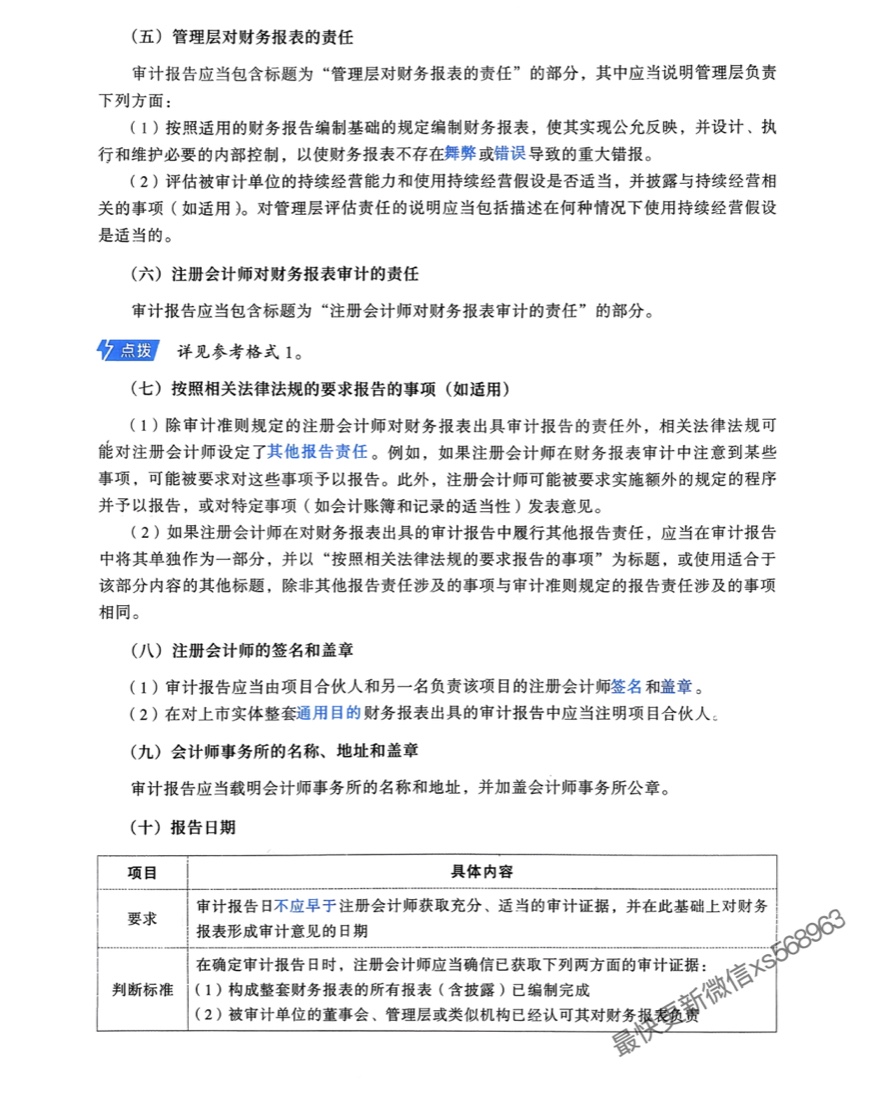 （五）管理层对财务报表的责任
审计报告应当包含标题为“管理层对财务报表的责任”的部分，其中应当说明管理层负责
下列方面：
（1）按照适用的财务报告编制基础的规定编制财务报表，使其实现公允反映，并设计、执
行和维护必要的内部控制，以使财务报表不存在舞弊或错误导致的重大错报。
（2）评估被审计单位的持续经营能力和使用持续经营假设是否适当，并披露与持续经营相
关的事项（如适用）。对管理层评估责任的说明应当包括描述在何种情况下使用持续经营假设
是适当的。
（六）注册会计师对财务报表审计的责任
审计报告应当包含标题为“注册会计师对财务报表审计的责任”的部分。
点拨 详见参考格式1。
（七）按照相关法律法规的要求报告的事项（如适用）
（1）除审计准则规定的注册会计师对财务报表出具审计报告的责任外，相关法律法规可
能对注册会计师设定了其他报告责任。例如，如果注册会计师在财务报表审计中注意到某些
事项，可能被要求对这些事项予以报告。此外，注册会计师可能被要求实施额外的规定的程序
并予以报告，或对特定事项（如会计账簿和记录的适当性）发表意见。
（2）如果注册会计师在对财务报表出具的审计报告中履行其他报告责任，应当在审计报告
中将其单独作为一部分，并以“按照相关法律法规的要求报告的事项”为标题，或使用适合于
该部分内容的其他标题，除非其他报告责任涉及的事项与审计准则规定的报告责任涉及的事项
相同。
（八）注册会计师的签名和盖章
（1）审计报告应当由项目合伙人和另一名负责该项目的注册会计师签名和盖章。
（2）在对上市实体整套通用目的财务报表出具的审计报告中应当注明项目合伙人。
（九）会计师事务所的名称、地址和盖章
审计报告应当载明会计师事务所的名称和地址，并加盖会计师事务所公章。
（十）报告日期
项目 具体内容
要求 审计报告日不应早于注册会计师获取充分、适当的审计证据，并在此基础上对财务
报表形成审计意见的日期
判断标准 在确定审计报告日时，注册会计师应当确信已获取下列两方面的审计证据：
（1）构成整套财务报表的所有报表（含披露）已编制完成
（2）被审计单位的董事会、管理层或类似机构已经认可其对财务报表负责
最快更新微信xs568963